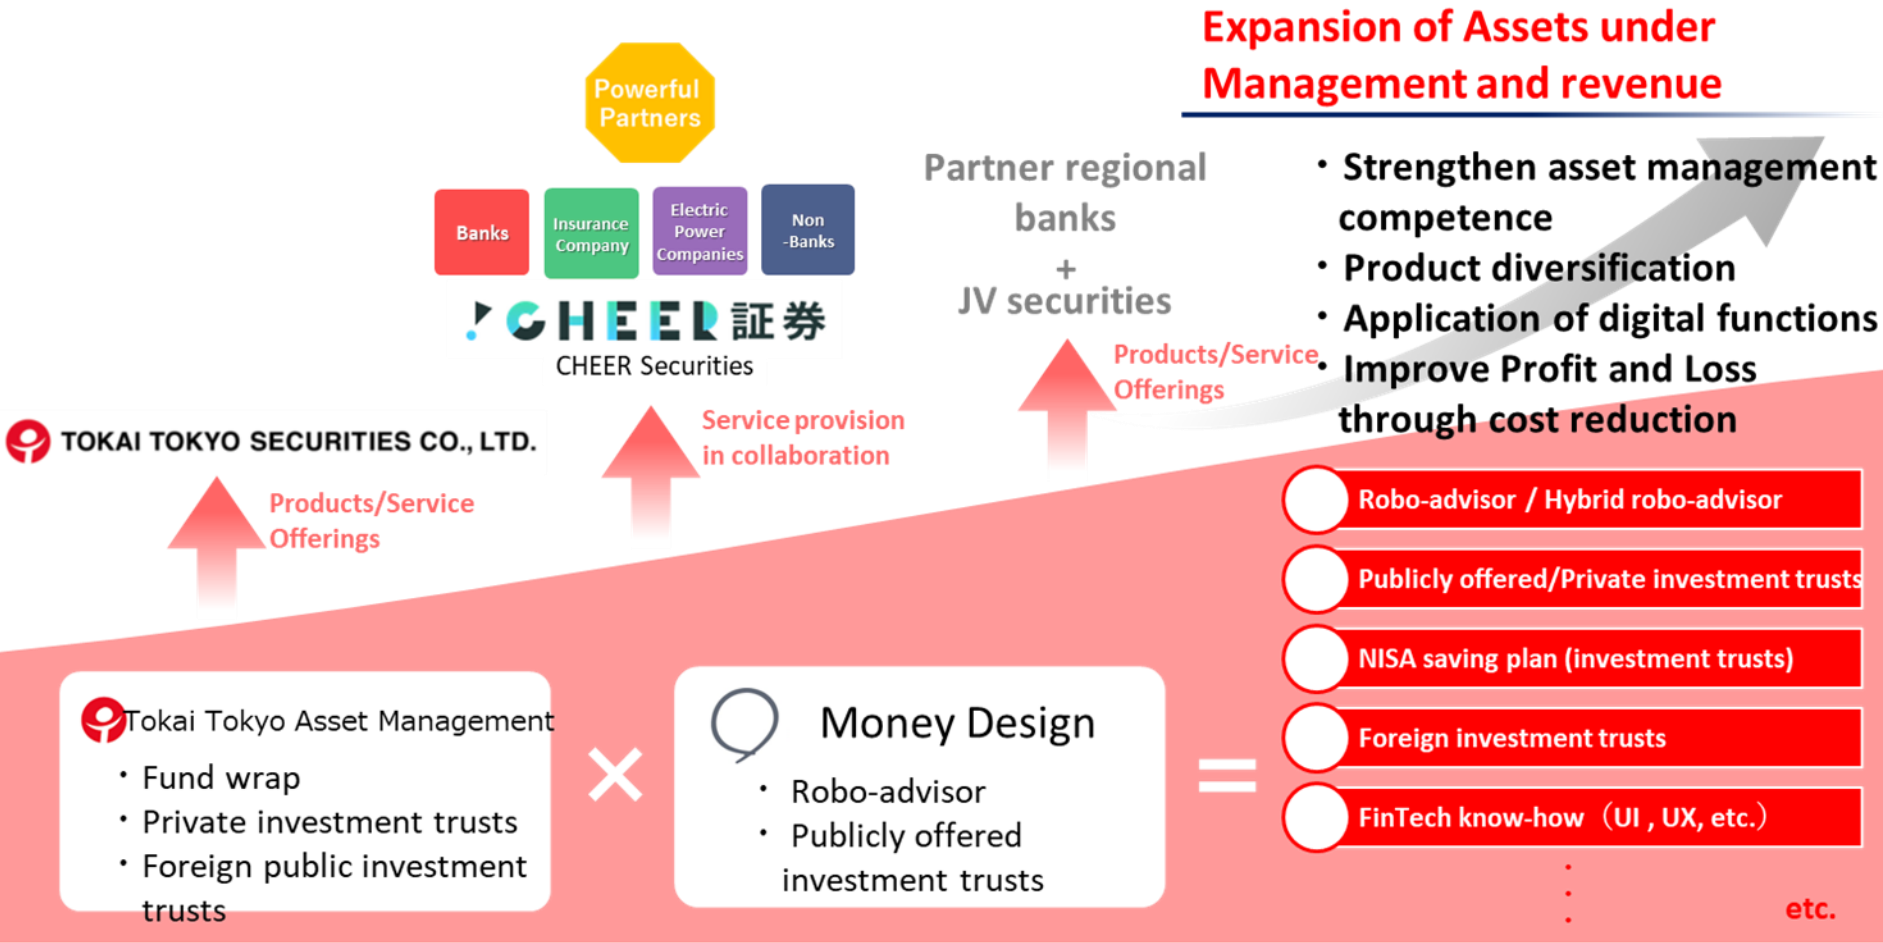 Expansion of Assets under
Management and revenue
Powerful
Partners
Banks
Insurance
Company
Electric
Power
Companies
Non
-Banks
CHEER証券
CHEER Securities
Partner regional
banks
+
JV securities
・Strengthen asset management
competence
・Product diversification
・Application of digital functions
・Improve Profit and Loss
through cost reduction
TOKAI TOKYO SECURITIES CO., LTD.
Products/Service
Offerings
Service provision
in collaboration
Products/Service
Offerings
Tokai Tokyo Asset Management
・Fund wrap
・Private investment trusts
・Foreign public investment
trusts
×
Money Design
・Robo-advisor
・Publicly offered
investment trusts
=
Robo-advisor / Hybrid robo-advisor
Publicly offered/Private investment trusts
NISA saving plan (investment trusts)
Foreign investment trusts
FinTech know-how（UI , UX, etc.）
etc.